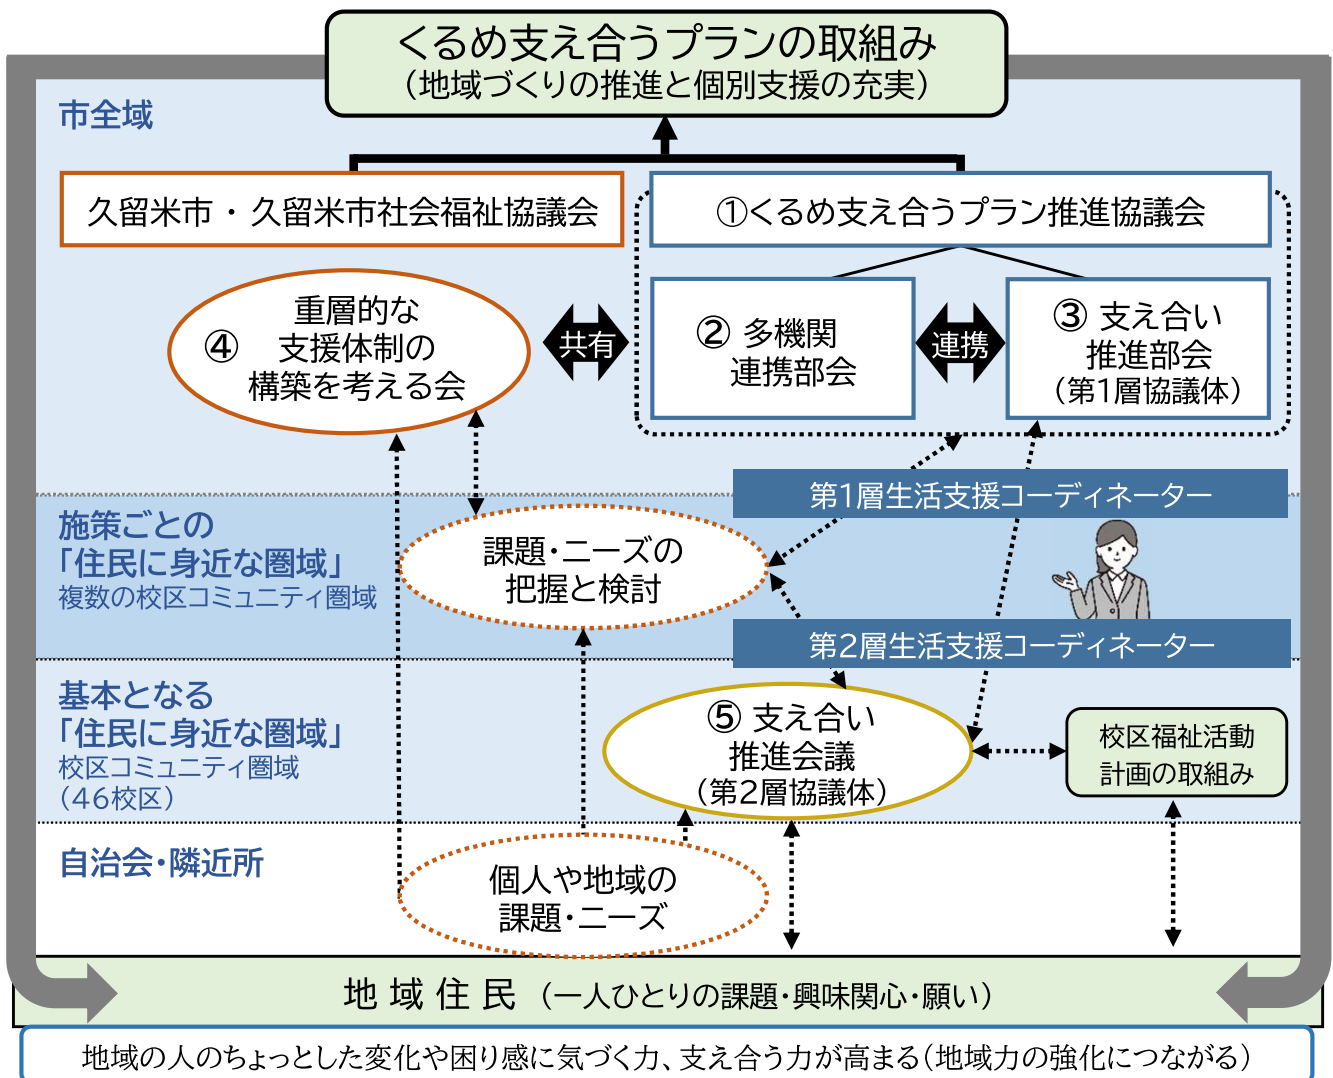 くるめ支え合うプランの取組み
（地域づくりの推進と個別支援の充実）
市全域
久留米市・久留米市社会福祉協議会
①くるめ支え合うプラン推進協議会
④
重層的な
支援体制の
構築を考える会
共有
② 多機関
連携部会
連携
③ 支え合い
推進部会
（第1層協議体）
第1層生活支援コーディネーター
施策ごとの
「住民に身近な圏域」
複数の校区コミュニティ圏域
課題・ニーズの
把握と検討
第2層生活支援コーディネーター
基本となる
「住民に身近な圏域」
校区コミュニティ圏域
（46校区）
⑤ 支え合い
推進会議
（第2層協議体）
校区福祉活動
計画の取組み
自治会・隣近所
個人や地域の
課題・ニーズ
地域住民（一人ひとりの課題・興味関心・願い）
地域の人のちょっとした変化や困り感に気づく力、支え合う力が高まる（地域力の強化につながる）